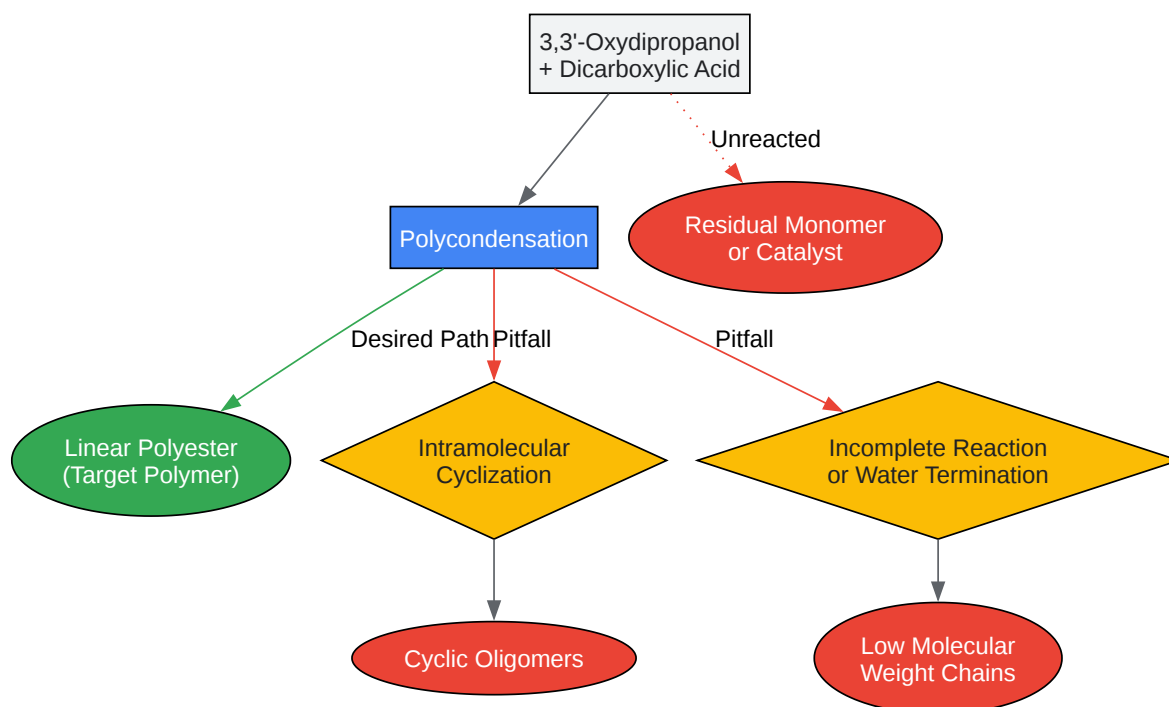 3,3'-Oxydipropanol
+ Dicarboxylic Acid
Unreacted
Polycondensation
Residual Monomer
or Catalyst
Desired Path
Pitfall
Pitfall
Linear Polyester
(Target Polymer)
Intramolecular
Cyclization
Incomplete Reaction
or Water Termination
Cyclic Oligomers
Low Molecular
Weight Chains